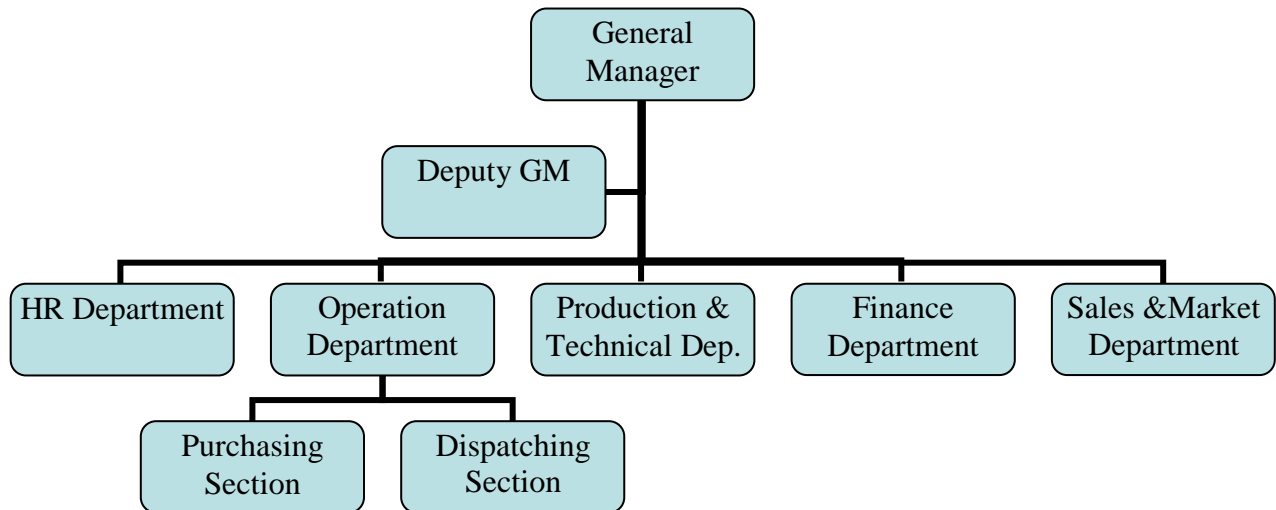 General
Manager
Deputy GM
HR Department
Operation
Department
Production &
Technical Dep.
Finance
Department
Sales &Market
Department
Purchasing
Section
Dispatching
Section